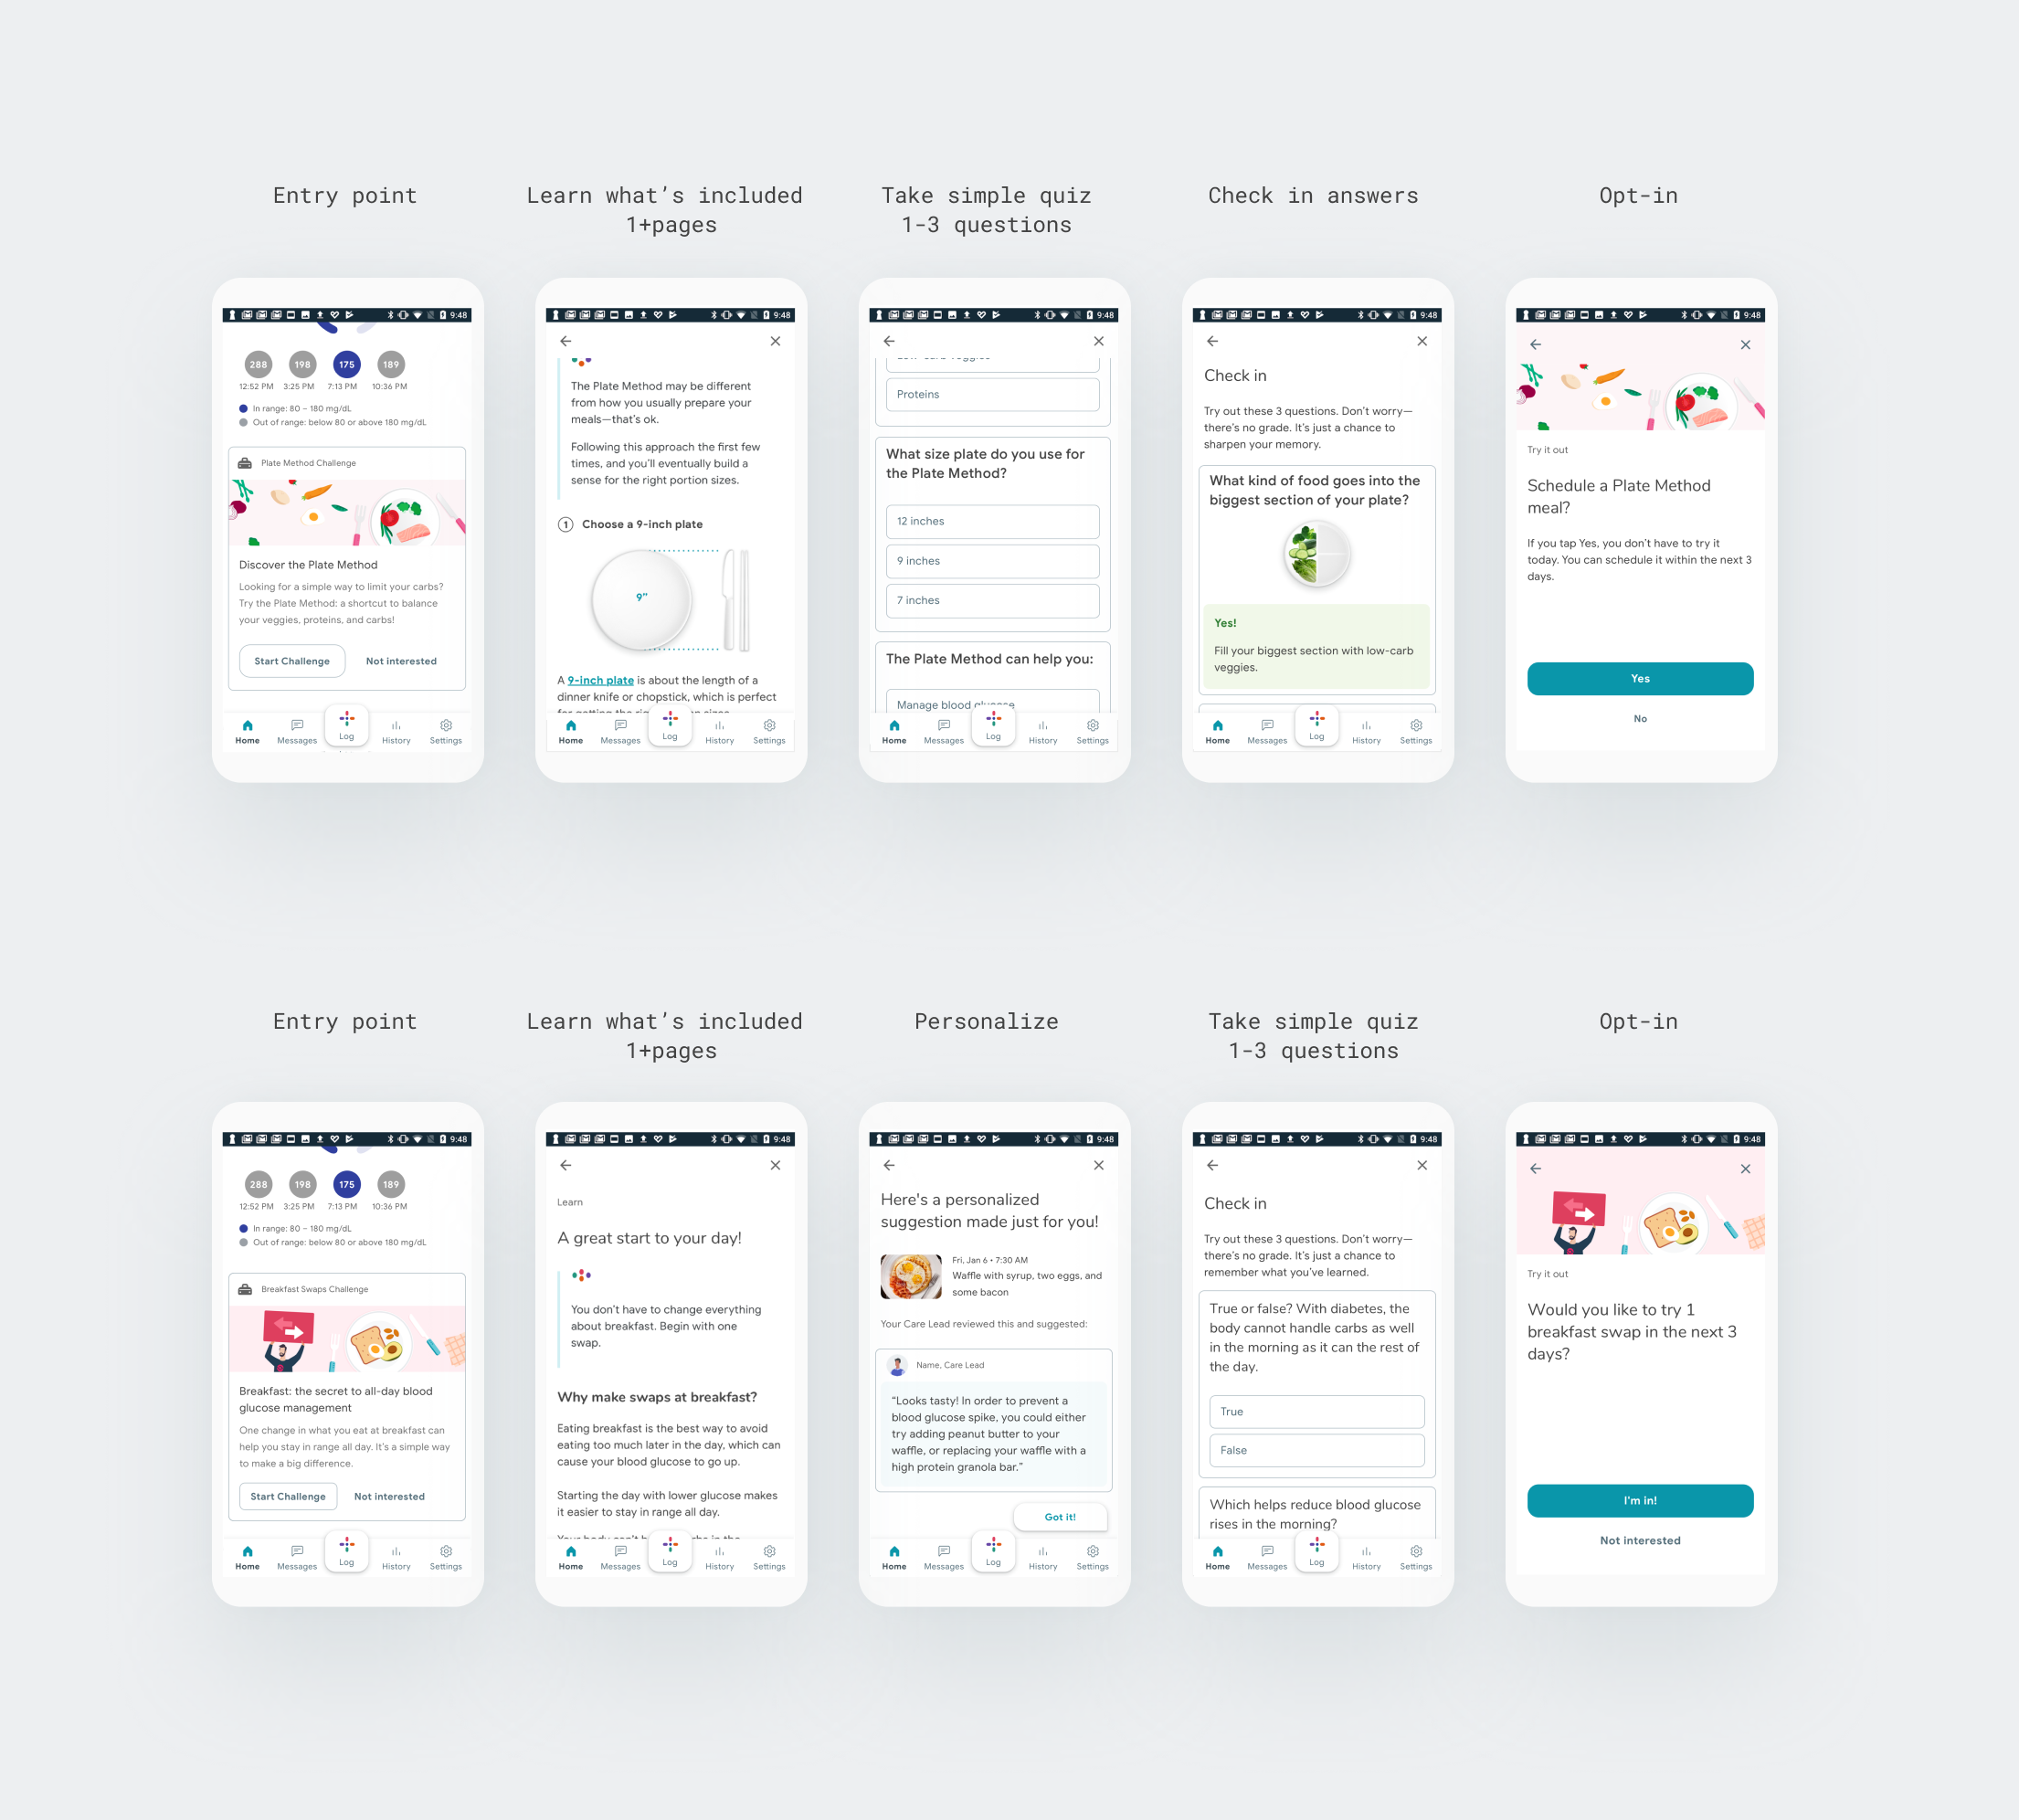 Entry point
Learn what’s included
1+pages
Take simple quiz
1-3 questions
Check in answers
Opt-in
9:48
288 198 175 189
12:52 PM 3:25 PM 7:13 PM 10:36 PM
In range: 80 – 180 mg/dL
Out of range: below 80 or above 180 mg/dL
Plate Method Challenge
Discover the Plate Method
Looking for a simple way to limit your carbs?
Try the Plate Method: a shortcut to balance
your veggies, proteins, and carbs!
Start Challenge Not interested
Home Messages Log History Settings
9:48
The Plate Method may be different
from how you usually prepare your
meals—that’s ok.
Following this approach the first few
times, and you’ll eventually build a
sense for the right portion sizes.
1 Choose a 9-inch plate
9”
A 9-inch plate is about the length of a
dinner knife or chopstick, which is perfect
Home Messages Log History Settings
9:48
Proteins
What size plate do you use for
the Plate Method?
12 inches
9 inches
7 inches
The Plate Method can help you:
Manage blood glucose
Home Messages Log History Settings
9:48
Check in
Try out these 3 questions. Don’t worry—
there’s no grade. It’s just a chance to
sharpen your memory.
What kind of food goes into the
biggest section of your plate?
Yes!
Fill your biggest section with low-carb
veggies.
Home Messages Log History Settings
9:48
Try it out
Schedule a Plate Method
meal?
If you tap Yes, you don’t have to try it
today. You can schedule it within the next 3
days.
Yes
No
Entry point
Learn what’s included
1+pages
Personalize
Take simple quiz
1-3 questions
Opt-in
9:48
288 198 175 189
12:52 PM 3:25 PM 7:13 PM 10:36 PM
In range: 80 – 180 mg/dL
Out of range: below 80 or above 180 mg/dL
Breakfast Swaps Challenge
Breakfast: the secret to all-day blood
glucose management
One change in what you eat at breakfast can
help you stay in range all day. It’s a simple way
to make a big difference.
Start Challenge Not interested
Home Messages Log History Settings
9:48
Learn
A great start to your day!
You don’t have to change everything
about breakfast. Begin with one
swap.
Why make swaps at breakfast?
Eating breakfast is the best way to avoid
eating too much later in the day, which can
cause your blood glucose to go up.
Starting the day with lower glucose makes
it easier to stay in range all day.
Home Messages Log History Settings
9:48
Here's a personalized
suggestion made just for you!
Fri, Jan 6 • 7:30 AM
Waffle with syrup, two eggs, and
some bacon
Your Care Lead reviewed this and suggested:
Name, Care Lead
“Looks tasty! In order to prevent a
blood glucose spike, you could either
try adding peanut butter to your
waffle, or replacing your waffle with a
high protein granola bar.”
Got it!
Home Messages Log History Settings
9:48
Check in
Try out these 3 questions. Don’t worry—
there’s no grade. It’s just a chance to
remember what you’ve learned.
True or false? With diabetes, the
body cannot handle carbs as well
in the morning as it can the rest of
the day.
True
False
Which helps reduce blood glucose
rises in the morning?
Home Messages Log History Settings
9:48
Try it out
Would you like to try 1
breakfast swap in the next 3
days?
I'm in!
Not interested